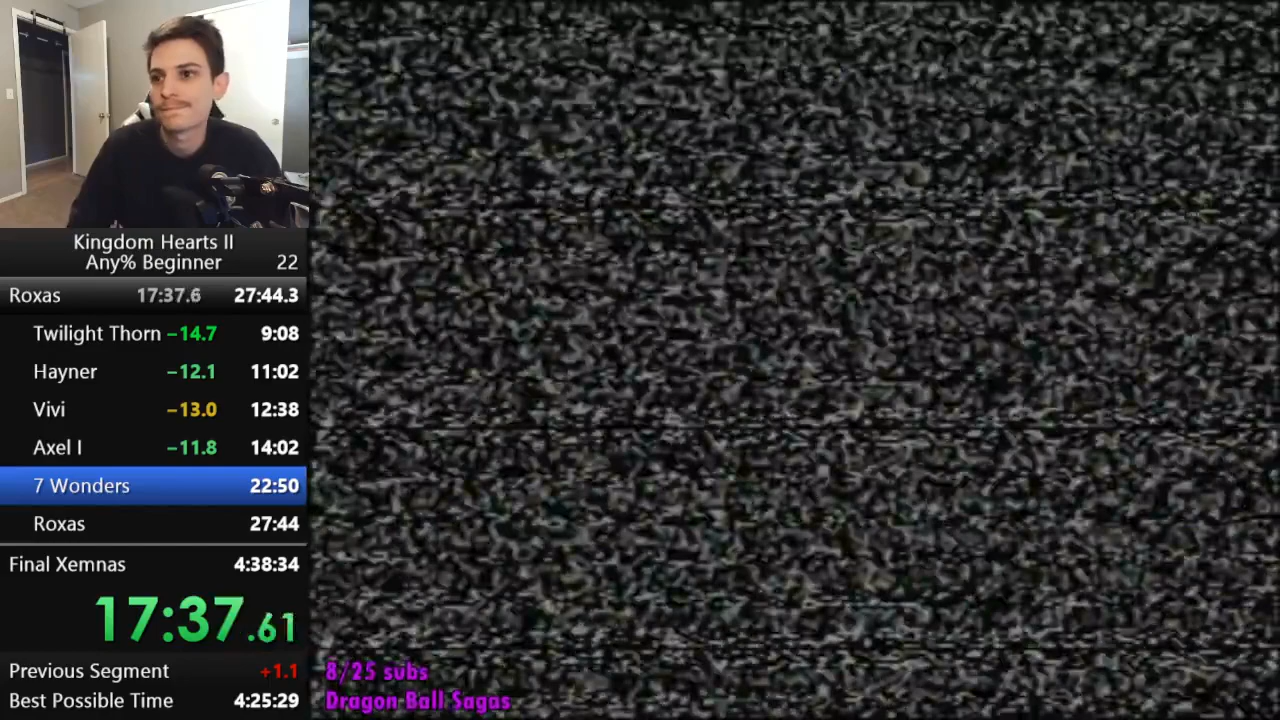 Kingdom Hearts II
Any% Beginner 22
Roxas 17:37.6 27:44.3
Twilight Thorn −14.7 9:08
Hayner −12.1 11:02
Vivi −13.0 12:38
Axel I −11.8 14:02
7 Wonders 22:50
Roxas 27:44
Final Xemnas 4:38:34
17:37.61
Previous Segment +1.1
Best Possible Time 4:25:29
8/25 subs
Dragon Ball Sagas